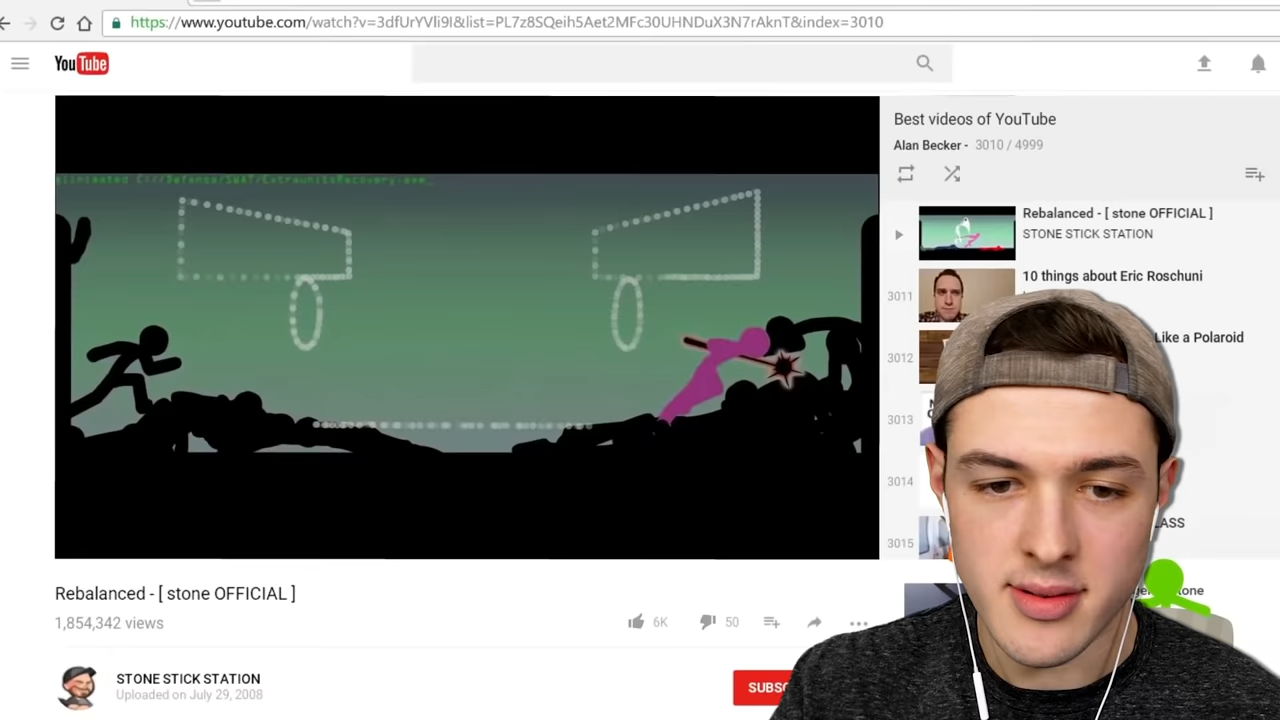 https://www.youtube.com/watch?v=3dfUrYVli9I&list=PL7z8SQeih5Aet2MFc30UHNDuX3N7rAknT&index=3010
YouTube
Best videos of YouTube
Alan Becker - 3010 / 4999
Rebalanced - [ stone OFFICIAL ]
STONE STICK STATION
3011
10 things about Eric Roschuni
3012
Like a Polaroid
3013
3014
3015
Rebalanced - [ stone OFFICIAL ]
1,854,342 views
6K
50
STONE STICK STATION
Uploaded on July 29, 2008